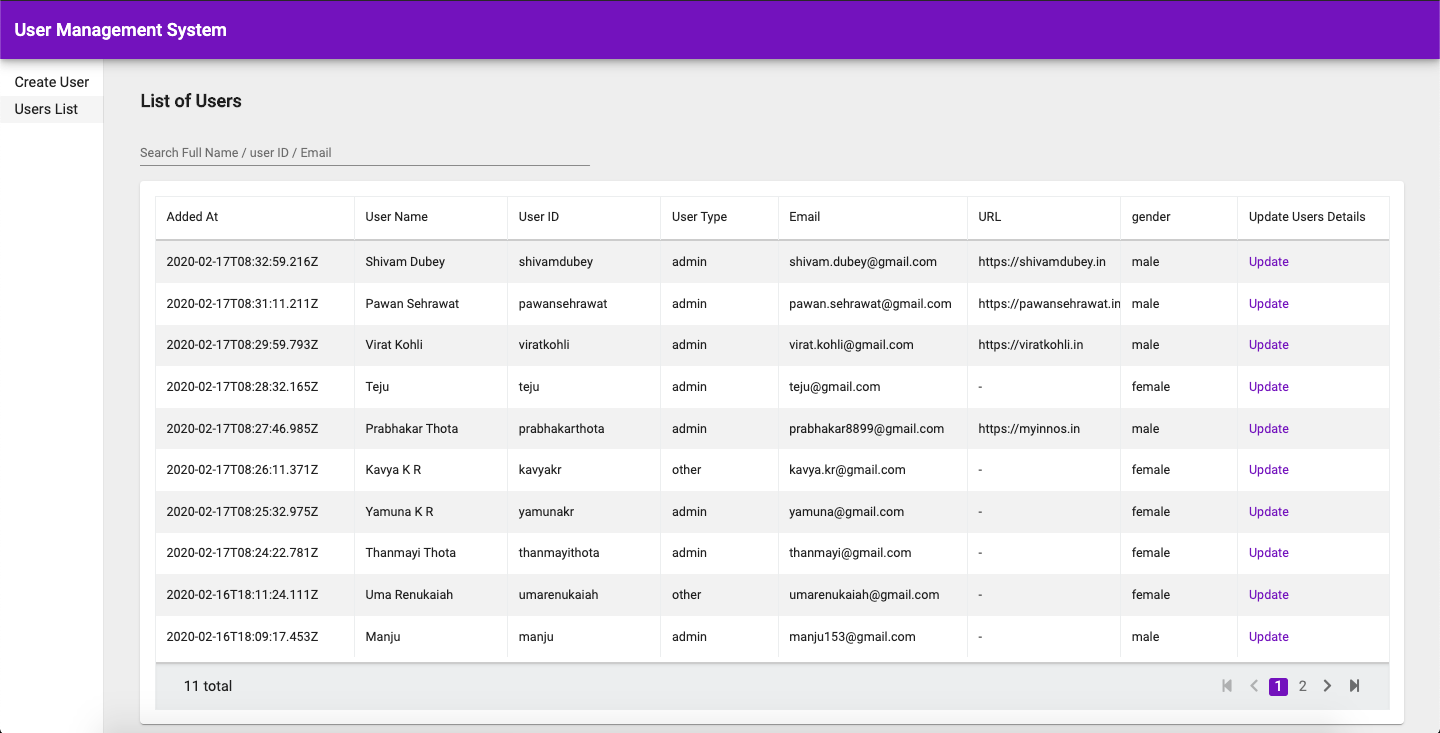 User Management System
Create User
Users List
List of Users
Search Full Name / user ID / Email
Added At User Name User ID User Type Email URL gender Update Users Details
2020-02-17T08:32:59.216Z Shivam Dubey shivamdubey admin shivam.dubey@gmail.com https://shivamdubey.in male Update
2020-02-17T08:31:11.211Z Pawan Sehrawat pawansehrawat admin pawan.sehrawat@gmail.com https://pawansehrawat.in male Update
2020-02-17T08:29:59.793Z Virat Kohli viratkohli admin virat.kohli@gmail.com https://viratkohli.in male Update
2020-02-17T08:28:32.165Z Teju teju admin teju@gmail.com - female Update
2020-02-17T08:27:46.985Z Prabhakar Thota prabhakarthota admin prabhakar8899@gmail.com https://myinnos.in male Update
2020-02-17T08:26:11.371Z Kavya K R kavyakr other kavya.kr@gmail.com - female Update
2020-02-17T08:25:32.975Z Yamuna K R yamunakr admin yamuna@gmail.com - female Update
2020-02-17T08:24:22.781Z Thanmayi Thota thanmayithota admin thanmayi@gmail.com - female Update
2020-02-16T18:11:24.111Z Uma Renukaiah umarenukaiah other umarenukaiah@gmail.com - female Update
2020-02-16T18:09:17.453Z Manju manju admin manju153@gmail.com - male Update
11 total 1 2